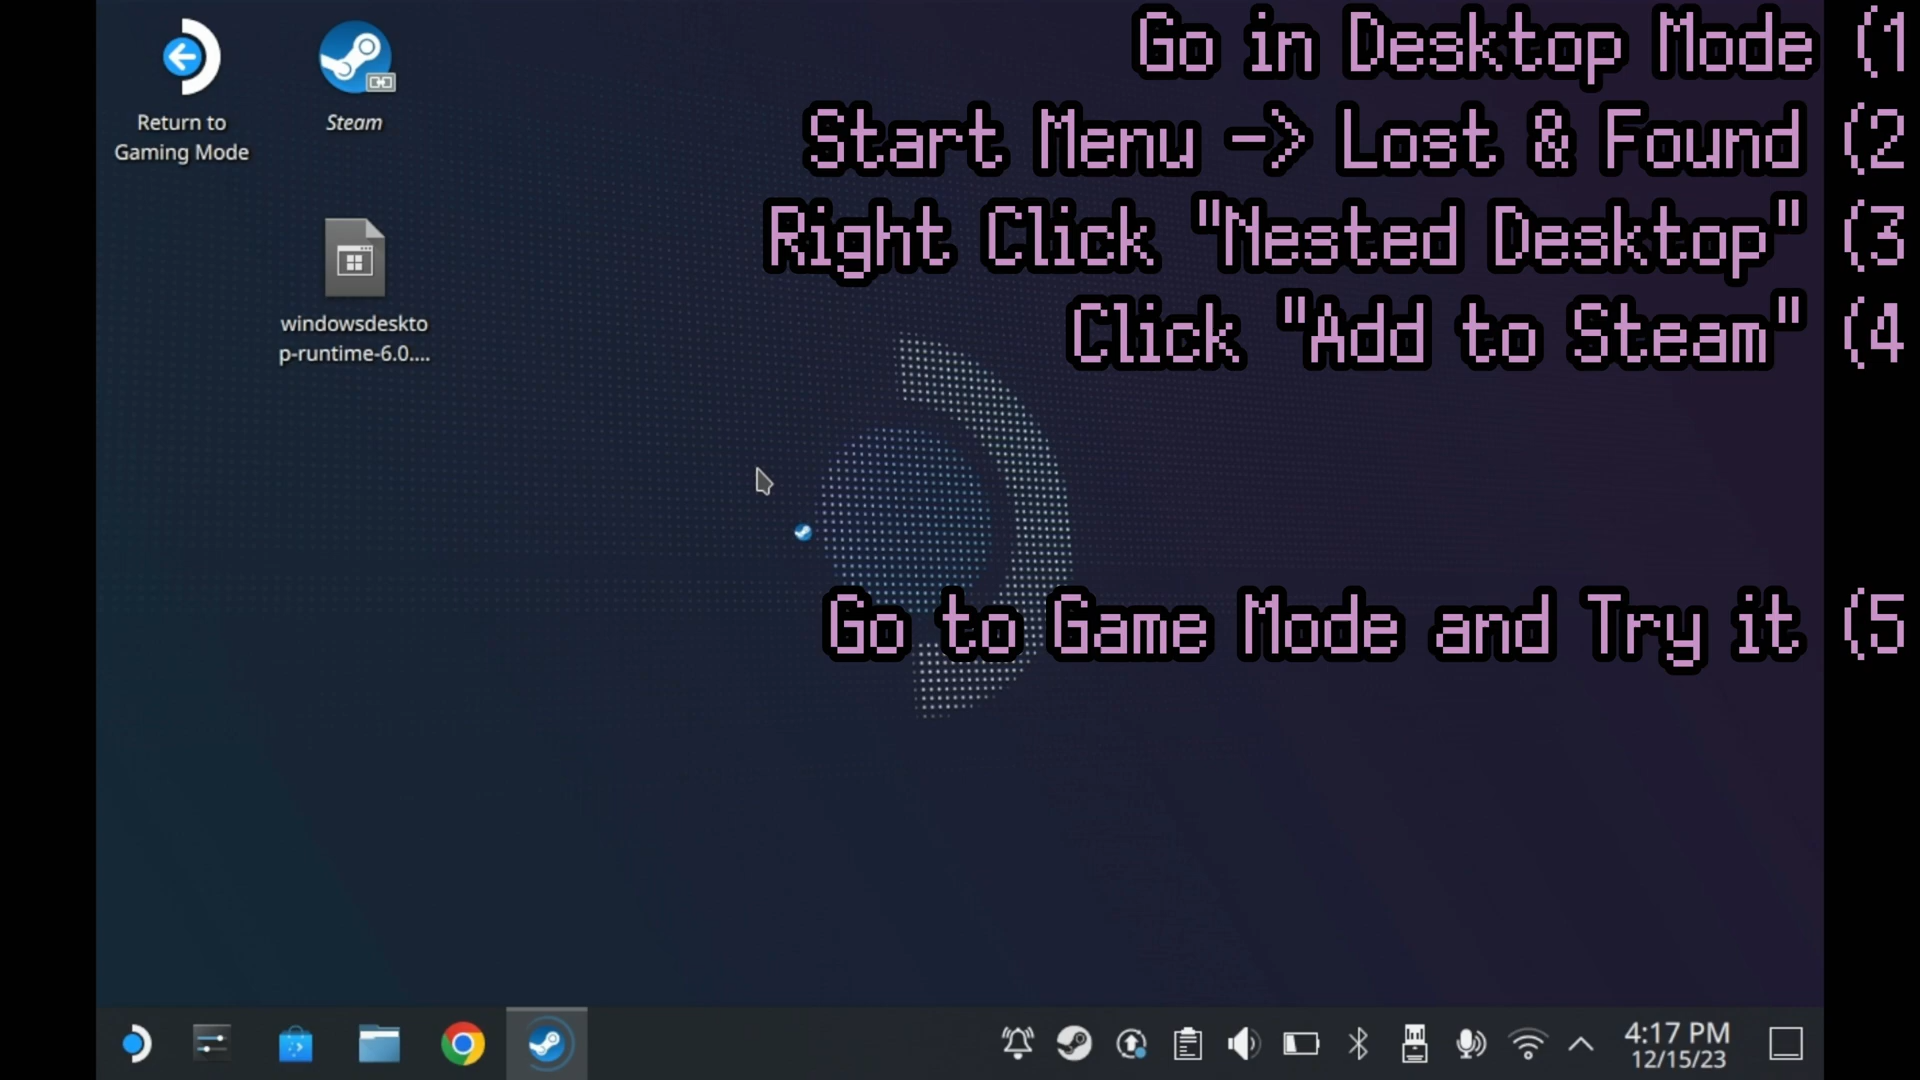 Go in Desktop Mode (1
Start Menu -> Lost & Found (2
Right Click "Nested Desktop" (3
Click "Add to Steam" (4
Go to Game Mode and Try it (5
Return to
Gaming Mode
Steam
windowsdeskto
p-runtime-6.0....
4:17 PM
12/15/23